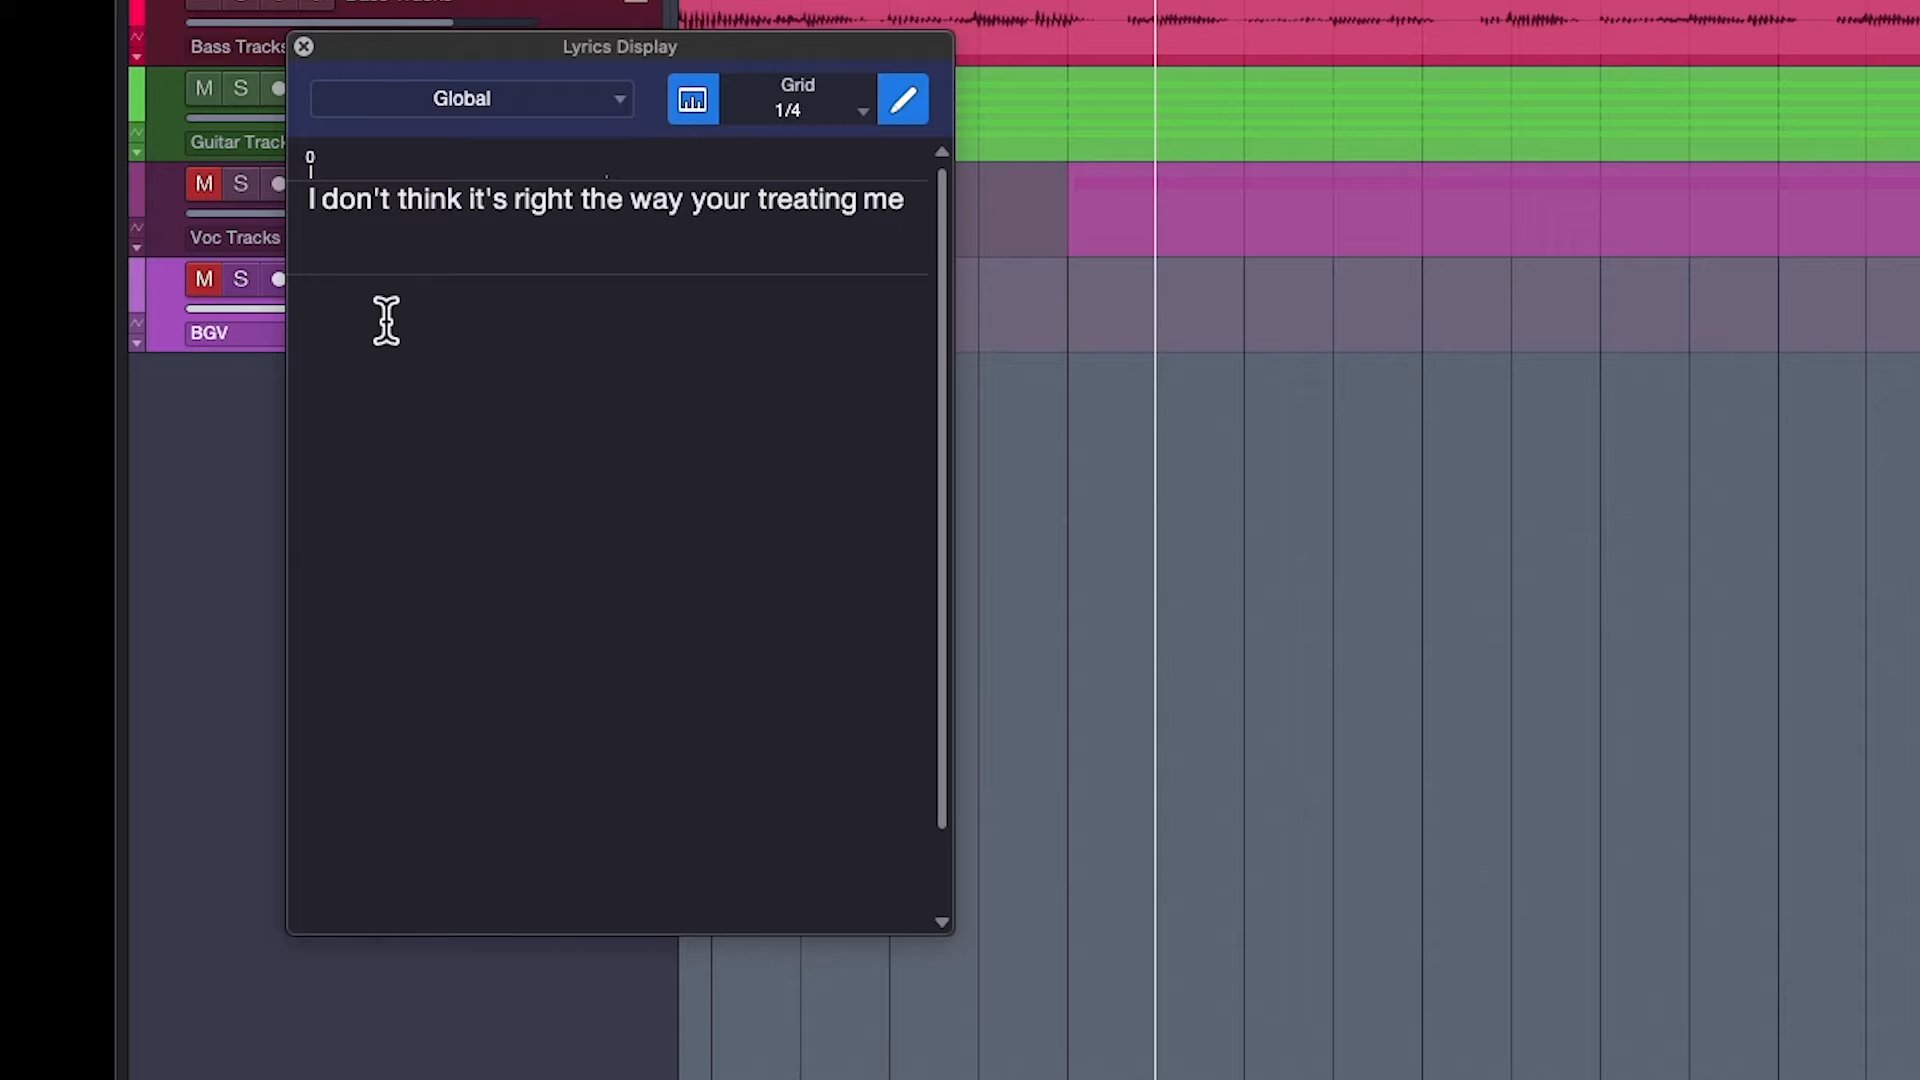 Bass Tracks
Lyrics Display
Global
Grid
1/4
M S
Guitar Track
0
I don't think it's right the way your treating me
M S
Voc Tracks
M S
BGV